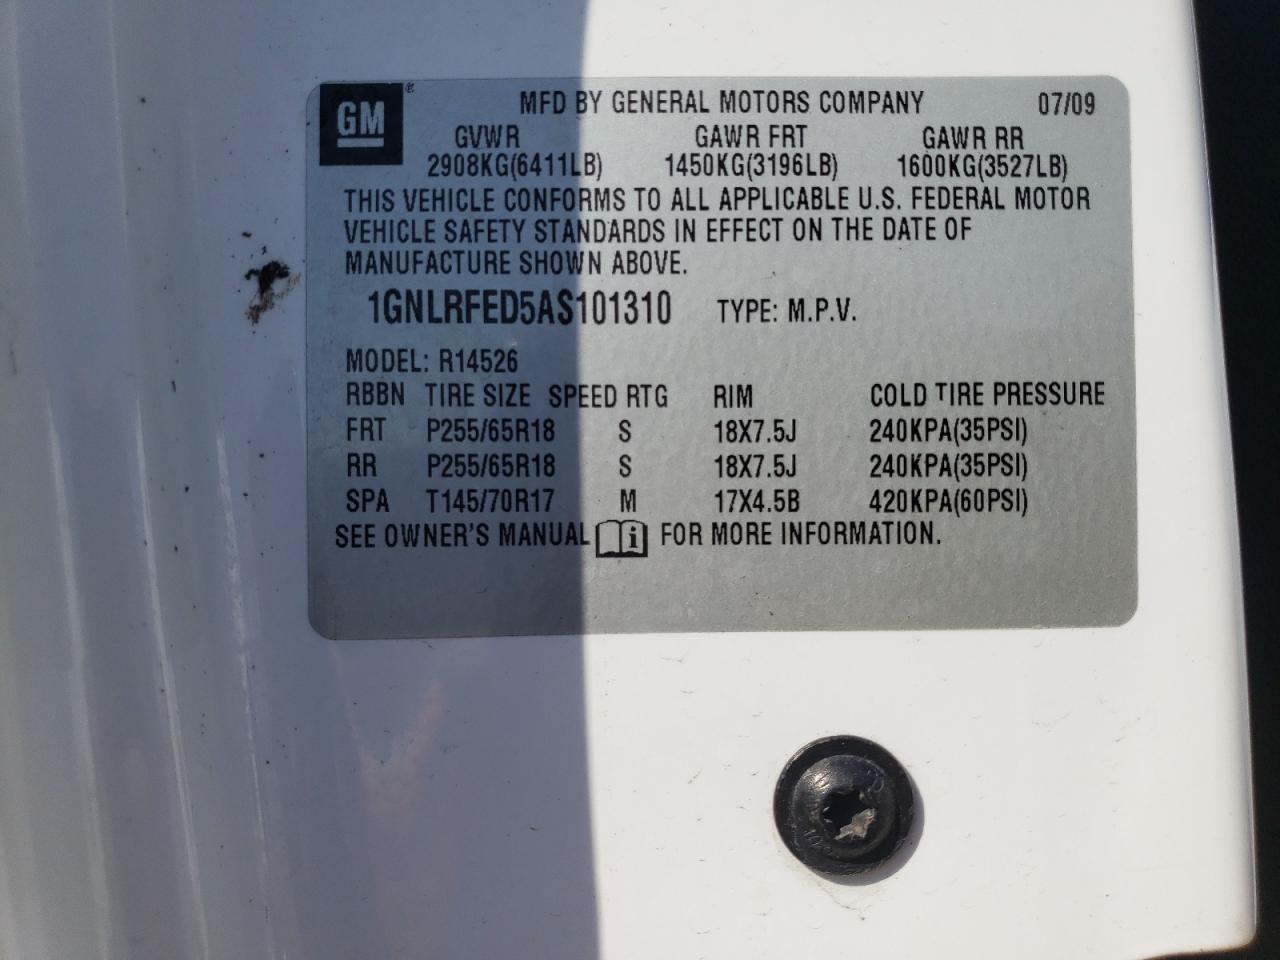 GM ®
MFD BY GENERAL MOTORS COMPANY 07/09
GVWR GAWR FRT GAWR RR
2908KG(6411LB) 1450KG(3196LB) 1600KG(3527LB)
THIS VEHICLE CONFORMS TO ALL APPLICABLE U.S. FEDERAL MOTOR
VEHICLE SAFETY STANDARDS IN EFFECT ON THE DATE OF
MANUFACTURE SHOWN ABOVE.
1GNLRFED5AS101310 TYPE: M.P.V.
MODEL: R14526
RBBN TIRE SIZE SPEED RTG RIM COLD TIRE PRESSURE
FRT P255/65R18 S 18X7.5J 240KPA(35PSI)
RR P255/65R18 S 18X7.5J 240KPA(35PSI)
SPA T145/70R17 M 17X4.5B 420KPA(60PSI)
SEE OWNER'S MANUAL i FOR MORE INFORMATION.